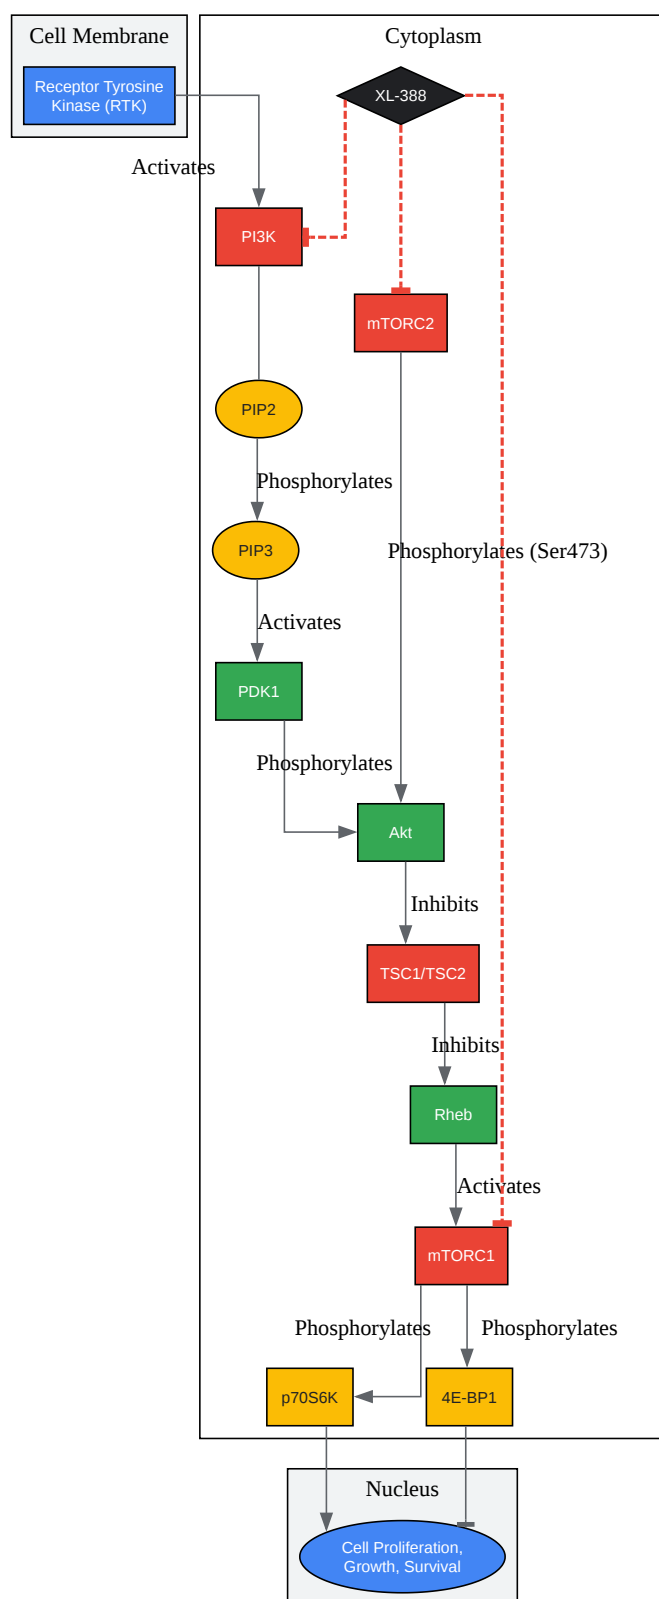 Cell Membrane
Cytoplasm
Receptor Tyrosine
Kinase (RTK)
XL-388
Activates
PI3K
mTORC2
PIP2
Phosphorylates
PIP3
Phosphorylates (Ser473)
Activates
PDK1
Phosphorylates
Akt
Inhibits
TSC1/TSC2
Inhibits
Rheb
Activates
mTORC1
Phosphorylates
Phosphorylates
p70S6K
4E-BP1
Nucleus
Cell Proliferation,
Growth, Survival